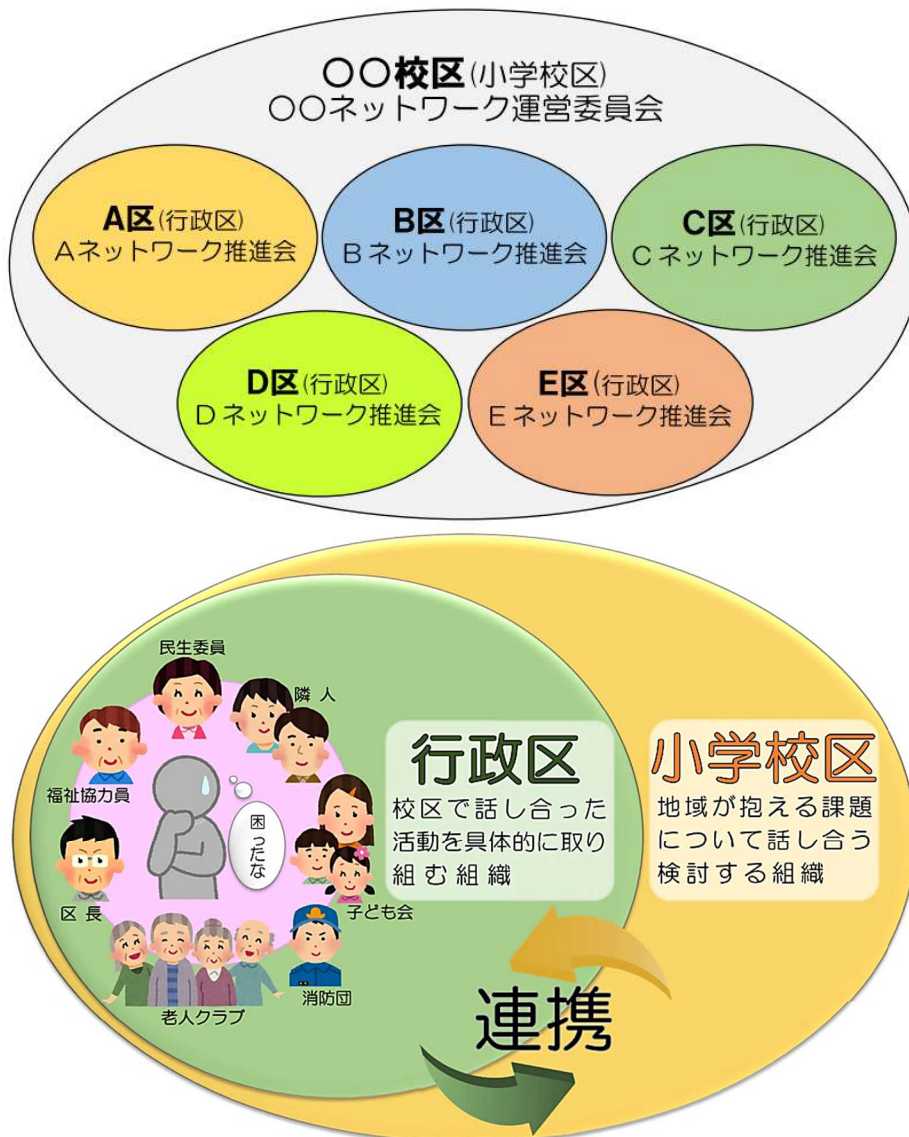 〇〇校区(小学校区)
〇〇ネットワーク運営委員会
A区(行政区)
Aネットワーク推進会
B区(行政区)
Bネットワーク推進会
C区(行政区)
Cネットワーク推進会
D区(行政区)
Dネットワーク推進会
E区(行政区)
Eネットワーク推進会
民生委員
隣人
福祉協力員
困ったな
区長
子ども会
消防団
老人クラブ
行政区
校区で話し合った
活動を具体的に取り
組む組織
小学校区
地域が抱える課題
について話し合う
検討する組織
連携